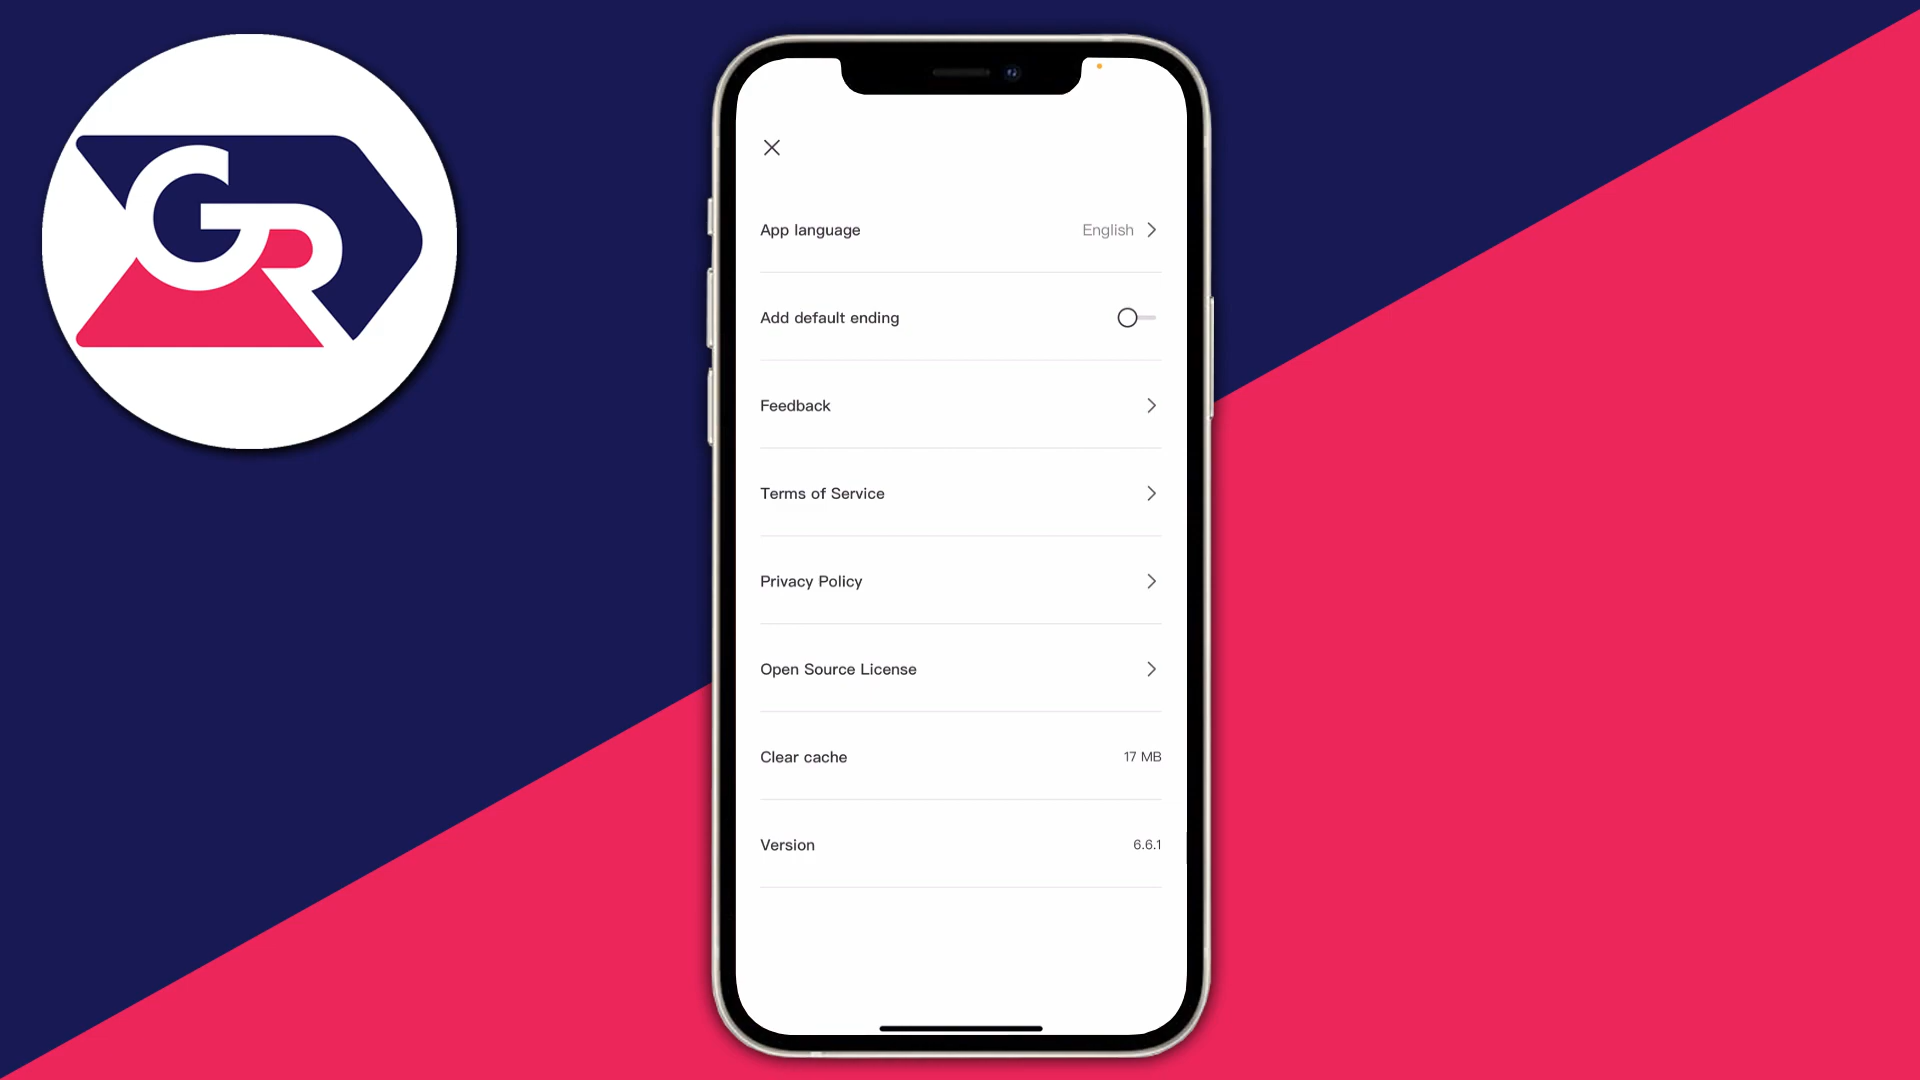 GR
App language English
Add default ending
Feedback
Terms of Service
Privacy Policy
Open Source License
Clear cache 17 MB
Version 6.6.1